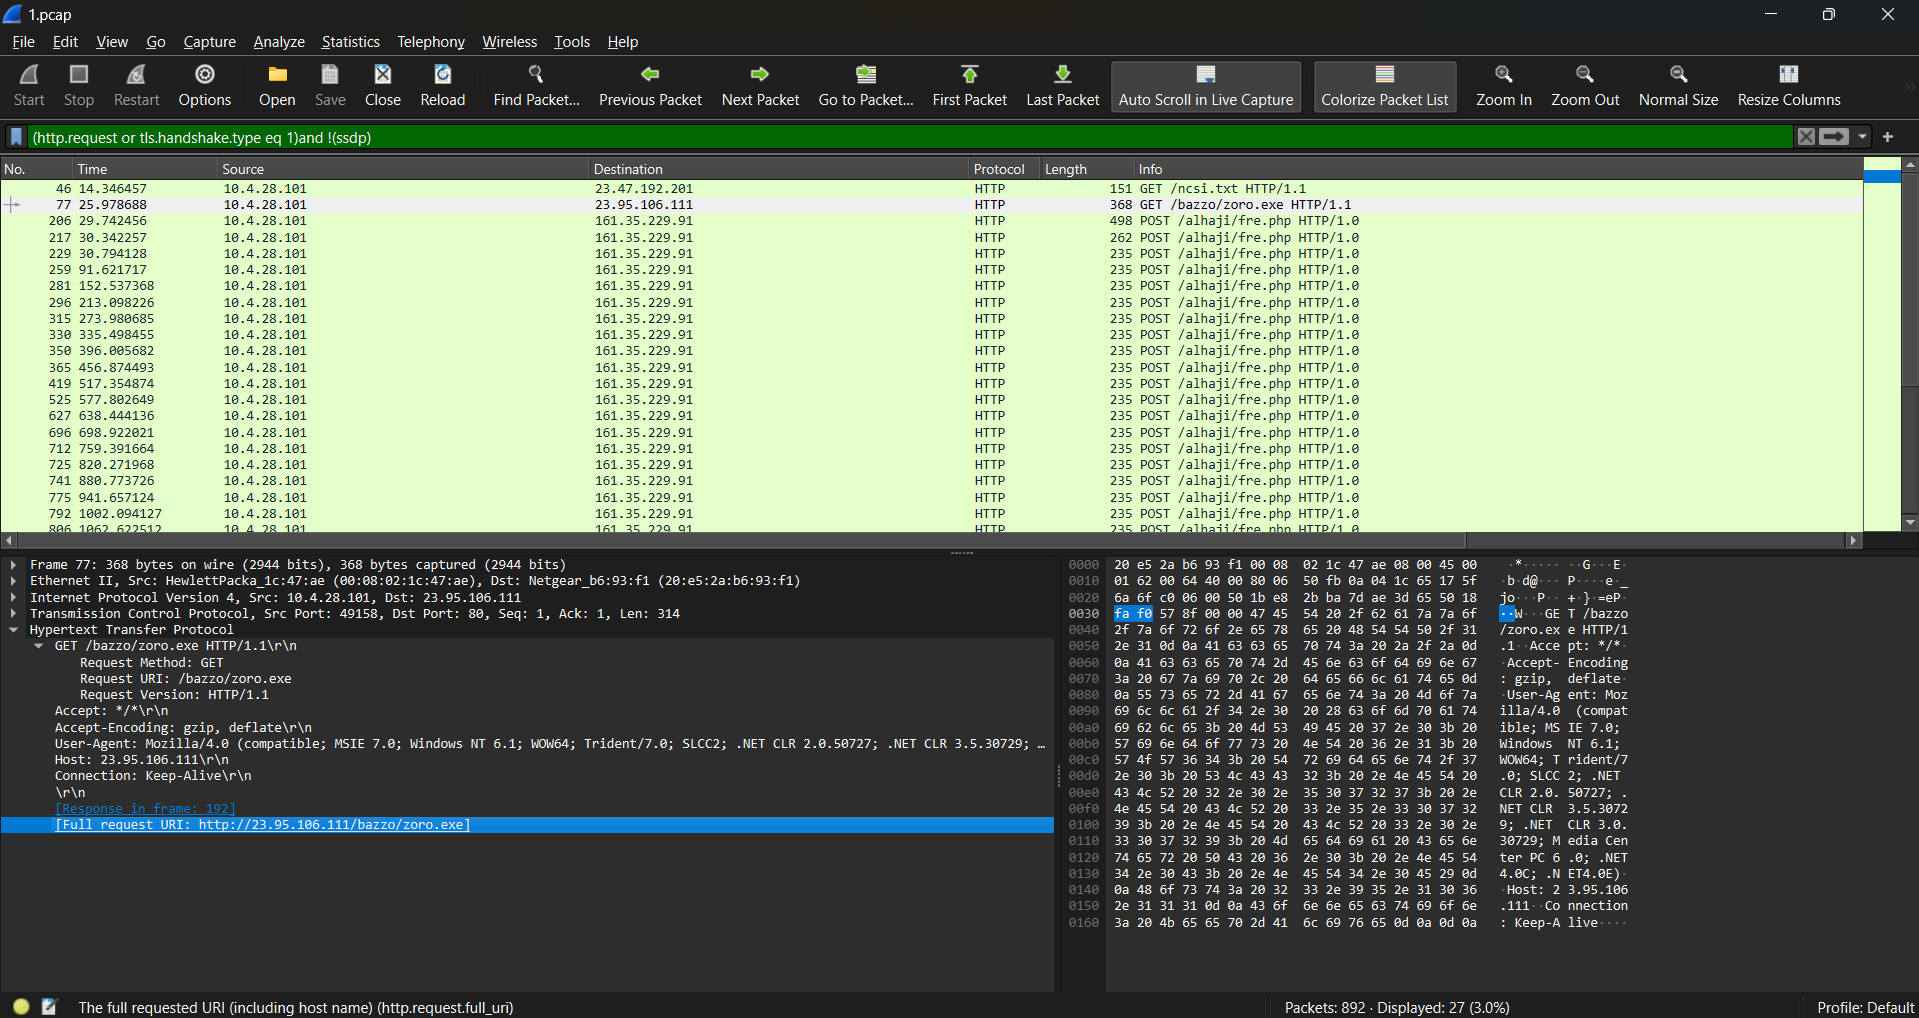 1.pcap
File Edit View Go Capture Analyze Statistics Telephony Wireless Tools Help
Start Stop Restart Options Open Save Close Reload Find Packet... Previous Packet Next Packet Go to Packet... First Packet Last Packet Auto Scroll in Live Capture Colorize Packet List Zoom In Zoom Out Normal Size Resize Columns
(http.request or tls.handshake.type eq 1)and !(ssdp)
No. Time Source Destination Protocol Length Info
46 14.346457 10.4.28.101 23.47.192.201 HTTP 151 GET /ncsi.txt HTTP/1.1
77 25.978688 10.4.28.101 23.95.106.111 HTTP 368 GET /bazzo/zoro.exe HTTP/1.1
206 29.742456 10.4.28.101 161.35.229.91 HTTP 498 POST /alhaji/fre.php HTTP/1.0
217 30.342257 10.4.28.101 161.35.229.91 HTTP 262 POST /alhaji/fre.php HTTP/1.0
229 30.794128 10.4.28.101 161.35.229.91 HTTP 235 POST /alhaji/fre.php HTTP/1.0
259 91.621717 10.4.28.101 161.35.229.91 HTTP 235 POST /alhaji/fre.php HTTP/1.0
281 152.537368 10.4.28.101 161.35.229.91 HTTP 235 POST /alhaji/fre.php HTTP/1.0
296 213.098226 10.4.28.101 161.35.229.91 HTTP 235 POST /alhaji/fre.php HTTP/1.0
315 273.980685 10.4.28.101 161.35.229.91 HTTP 235 POST /alhaji/fre.php HTTP/1.0
330 335.498455 10.4.28.101 161.35.229.91 HTTP 235 POST /alhaji/fre.php HTTP/1.0
350 396.005682 10.4.28.101 161.35.229.91 HTTP 235 POST /alhaji/fre.php HTTP/1.0
365 456.874493 10.4.28.101 161.35.229.91 HTTP 235 POST /alhaji/fre.php HTTP/1.0
419 517.354874 10.4.28.101 161.35.229.91 HTTP 235 POST /alhaji/fre.php HTTP/1.0
525 577.802649 10.4.28.101 161.35.229.91 HTTP 235 POST /alhaji/fre.php HTTP/1.0
627 638.444136 10.4.28.101 161.35.229.91 HTTP 235 POST /alhaji/fre.php HTTP/1.0
696 698.922021 10.4.28.101 161.35.229.91 HTTP 235 POST /alhaji/fre.php HTTP/1.0
712 759.391664 10.4.28.101 161.35.229.91 HTTP 235 POST /alhaji/fre.php HTTP/1.0
725 820.271968 10.4.28.101 161.35.229.91 HTTP 235 POST /alhaji/fre.php HTTP/1.0
741 880.773726 10.4.28.101 161.35.229.91 HTTP 235 POST /alhaji/fre.php HTTP/1.0
775 941.657124 10.4.28.101 161.35.229.91 HTTP 235 POST /alhaji/fre.php HTTP/1.0
792 1002.094127 10.4.28.101 161.35.229.91 HTTP 235 POST /alhaji/fre.php HTTP/1.0
806 1062.622512 10.4.28.101 161.35.229.91 HTTP 235 POST /alhaji/fre.php HTTP/1.0
Frame 77: 368 bytes on wire (2944 bits), 368 bytes captured (2944 bits)
Ethernet II, Src: HewlettPacka_1c:47:ae (00:08:02:1c:47:ae), Dst: Netgear_b6:93:f1 (20:e5:2a:b6:93:f1)
Internet Protocol Version 4, Src: 10.4.28.101, Dst: 23.95.106.111
Transmission Control Protocol, Src Port: 49158, Dst Port: 80, Seq: 1, Ack: 1, Len: 314
Hypertext Transfer Protocol
GET /bazzo/zoro.exe HTTP/1.1\r\n
Request Method: GET
Request URI: /bazzo/zoro.exe
Request Version: HTTP/1.1
Accept: */*\r\n
Accept-Encoding: gzip, deflate\r\n
User-Agent: Mozilla/4.0 (compatible; MSIE 7.0; Windows NT 6.1; WOW64; Trident/7.0; SLCC2; .NET CLR 2.0.50727; .NET CLR 3.5.30729; …
Host: 23.95.106.111\r\n
Connection: Keep-Alive\r\n
\r\n
[Response in frame: 192]
[Full request URI: http://23.95.106.111/bazzo/zoro.exe]
0000 20 e5 2a b6 93 f1 00 08 02 1c 47 ae 08 00 45 00 ·*····· ··G···E·
0010 01 62 00 64 40 00 80 06 50 fb 0a 04 1c 65 17 5f ·b·d@··· P····e·_
0020 6a 6f c0 06 00 50 1b e8 2b ba 7d ae 3d 65 50 18 jo···P·· +·}·=eP·
0030 fa f0 57 8f 00 00 47 45 54 20 2f 62 61 7a 7a 6f ··W···GE T /bazzo
0040 2f 7a 6f 72 6f 2e 65 78 65 20 48 54 54 50 2f 31 /zoro.ex e HTTP/1
0050 2e 31 0d 0a 41 63 63 65 70 74 3a 20 2a 2f 2a 0d .1··Acce pt: */*·
0060 0a 41 63 63 65 70 74 2d 45 6e 63 6f 64 69 6e 67 ·Accept- Encoding
0070 3a 20 67 7a 69 70 2c 20 64 65 66 6c 61 74 65 0d : gzip,  deflate·
0080 0a 55 73 65 72 2d 41 67 65 6e 74 3a 20 4d 6f 7a ·User-Ag ent: Moz
0090 69 6c 6c 61 2f 34 2e 30 20 28 63 6f 6d 70 61 74 illa/4.0  (compat
00a0 69 62 6c 65 3b 20 4d 53 49 45 20 37 2e 30 3b 20 ible; MS IE 7.0;
00b0 57 69 6e 64 6f 77 73 20 4e 54 20 36 2e 31 3b 20 Windows  NT 6.1;
00c0 57 4f 57 36 34 3b 20 54 72 69 64 65 6e 74 2f 37 WOW64; T rident/7
00d0 2e 30 3b 20 53 4c 43 43 32 3b 20 2e 4e 45 54 20 .0; SLCC 2; .NET
00e0 43 4c 52 20 32 2e 30 2e 35 30 37 32 37 3b 20 2e CLR 2.0. 50727; .
00f0 4e 45 54 20 43 4c 52 20 33 2e 35 2e 33 30 37 32 NET CLR  3.5.3072
0100 39 3b 20 2e 4e 45 54 20 43 4c 52 20 33 2e 30 2e 9; .NET  CLR 3.0.
0110 33 30 37 32 39 3b 20 4d 65 64 69 61 20 43 65 6e 30729; M edia Cen
0120 74 65 72 20 50 43 20 36 2e 30 3b 20 2e 4e 45 54 ter PC 6 .0; .NET
0130 34 2e 30 43 3b 20 2e 4e 45 54 34 2e 30 45 29 0d 4.0C; .N ET4.0E)·
0140 0a 48 6f 73 74 3a 20 32 33 2e 39 35 2e 31 30 36 ·Host: 2 3.95.106
0150 2e 31 31 31 0d 0a 43 6f 6e 6e 65 63 74 69 6f 6e .111··Co nnection
0160 3a 20 4b 65 65 70 2d 41 6c 69 76 65 0d 0a 0d 0a : Keep-A live····
The full requested URI (including host name) (http.request.full_uri)
Packets: 892 · Displayed: 27 (3.0%)
Profile: Default